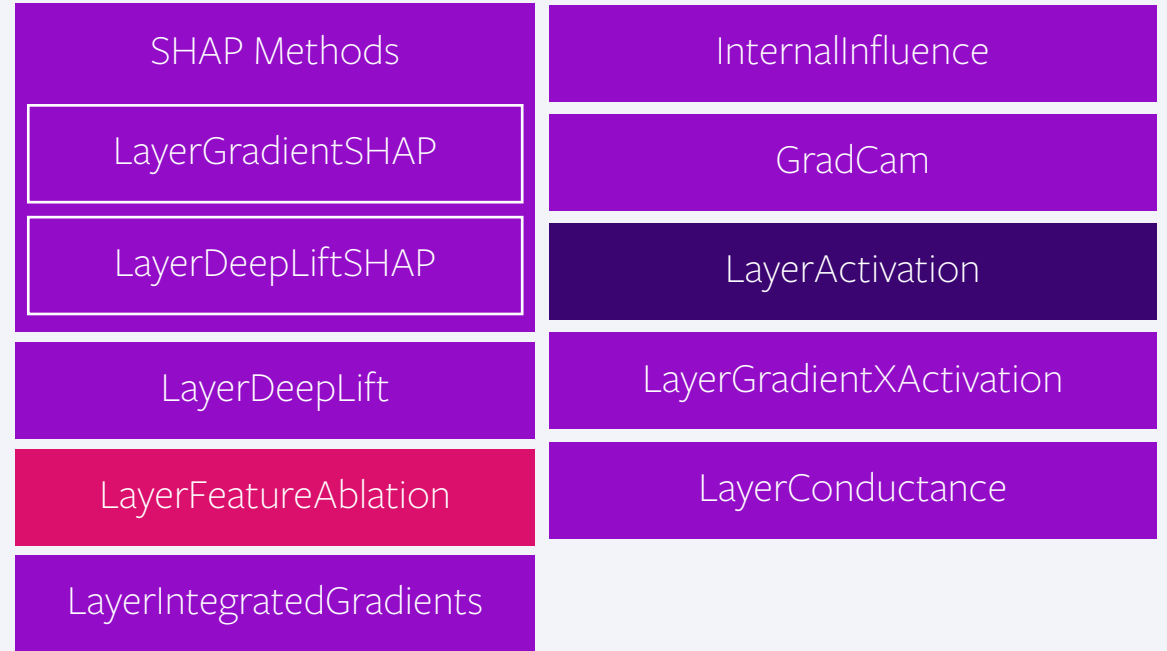 SHAP Methods
LayerGradientSHAP
LayerDeepLiftSHAP
LayerDeepLift
LayerFeatureAblation
LayerIntegratedGradients
InternalInfluence
GradCam
LayerActivation
LayerGradientXActivation
LayerConductance